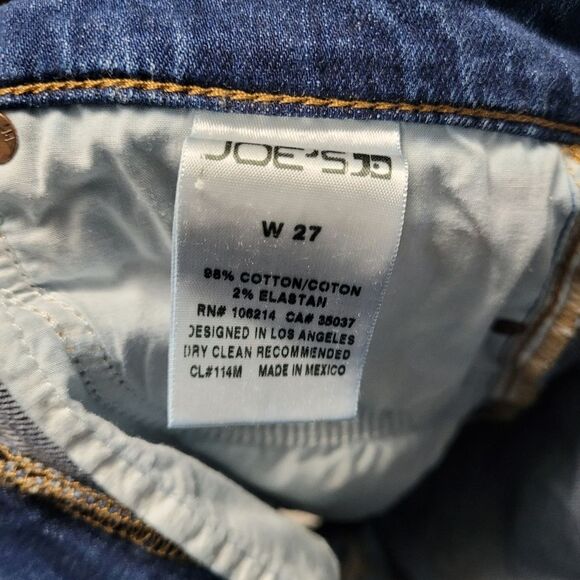 JOE'S
W 27
98% COTTON/COTON
2% ELASTAN
RN# 106214 CA# 35037
DESIGNED IN LOS ANGELES
DRY CLEAN RECOMMENDED
CL#114M MADE IN MEXICO